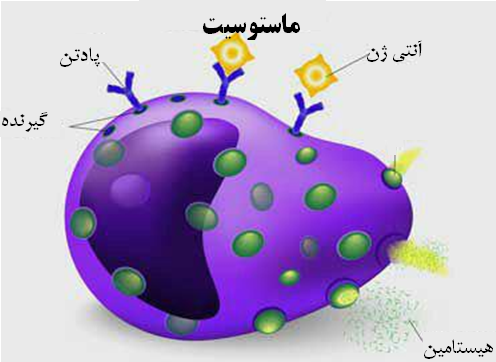 ماستوسیت
آنتی ژن
پادتن
گیرنده
هیستامین